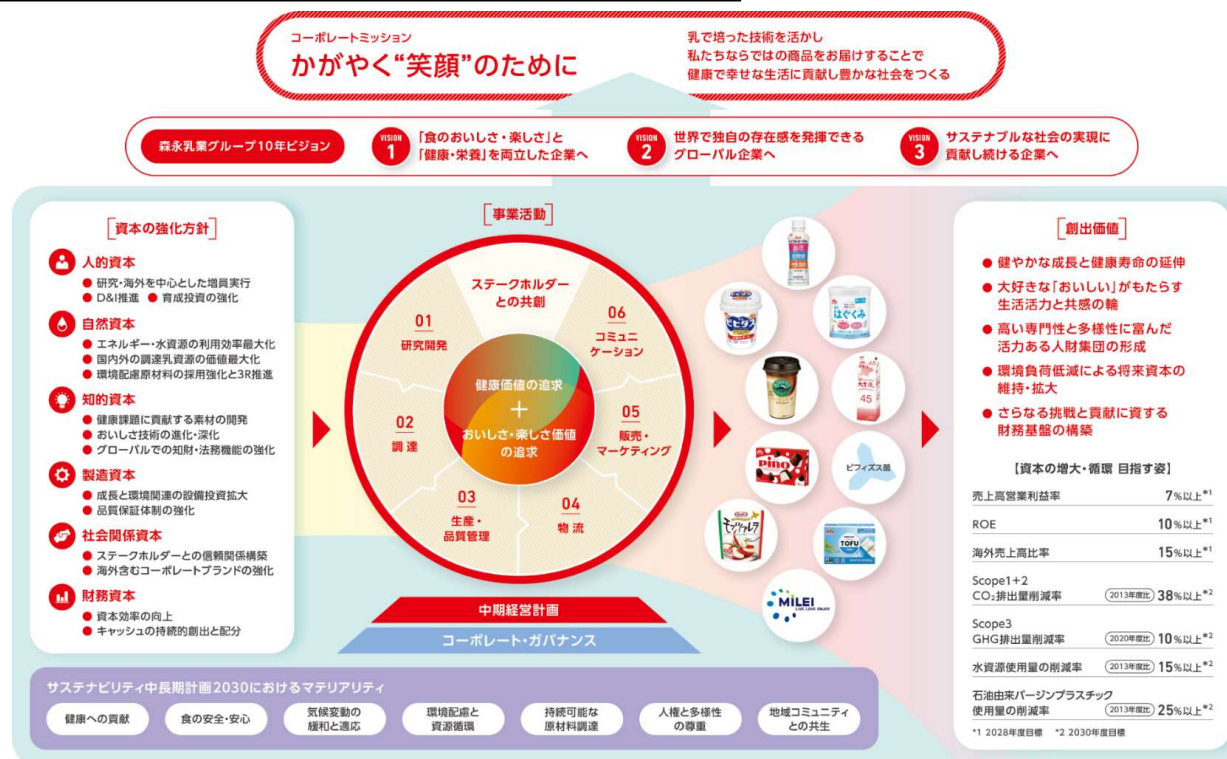 コーポレートミッション
かがやく“笑顔”のために
乳で培った技術を活かし
私たちならではの商品をお届けすることで
健康で幸せな生活に貢献し豊かな社会をつくる
森永乳業グループ10年ビジョン
VISION
1
「食のおいしさ・楽しさ」と
「健康・栄養」を両立した企業へ
VISION
2
世界で独自の存在感を発揮できる
グローバル企業へ
VISION
3
サステナブルな社会の実現に
貢献し続ける企業へ
[資本の強化方針]
人的資本
● 研究・海外を中心とした増員実行
● D&I推進 ● 育成投資の強化
自然資本
● エネルギー・水資源の利用効率最大化
● 国内外の調達乳資源の価値最大化
● 環境配慮原材料の採用強化と3R推進
知的資本
● 健康課題に貢献する素材の開発
● おいしさ技術の進化・深化
● グローバルでの知財・法務機能の強化
製造資本
● 成長と環境関連の設備投資拡大
● 品質保証体制の強化
社会関係資本
● ステークホルダーとの信頼関係構築
● 海外含むコーポレートブランドの強化
財務資本
● 資本効率の向上
● キャッシュの持続的創出と配分
[事業活動]
ステークホルダー
との共創
01
研究開発
02
調達
03
生産・
品質管理
04
物流
05
販売・
マーケティング
06
コミュニ
ケーション
健康価値の追求
+
おいしさ・楽しさ価値
の追求
中期経営計画
コーポレート・ガバナンス
ビヒダス
はぐくみ
45
Pino
ビフィズス菌
モッツァレラ
TOFU
MILEI
[創出価値]
● 健やかな成長と健康寿命の延伸
● 大好きな「おいしい」がもたらす
生活活力と共感の輪
● 高い専門性と多様性に富んだ
活力ある人財集団の形成
● 環境負荷低減による将来資本の
維持・拡大
● さらなる挑戦と貢献に資する
財務基盤の構築
【資本の増大・循環 目指す姿】
売上高営業利益率 7%以上*1
ROE 10%以上*1
海外売上高比率 15%以上*1
Scope1+2
CO₂排出量削減率 2013年度比 38%以上*2
Scope3
GHG排出量削減率 2020年度比 10%以上*2
水資源使用量の削減率 2013年度比 15%以上*2
石油由来バージンプラスチック
使用量の削減率 2013年度比 25%以上*2
*1 2028年度目標 *2 2030年度目標
サステナビリティ中長期計画2030におけるマテリアリティ
健康への貢献
食の安全・安心
気候変動の
緩和と適応
環境配慮と
資源循環
持続可能な
原材料調達
人権と多様性
の尊重
地域コミュニティ
との共生